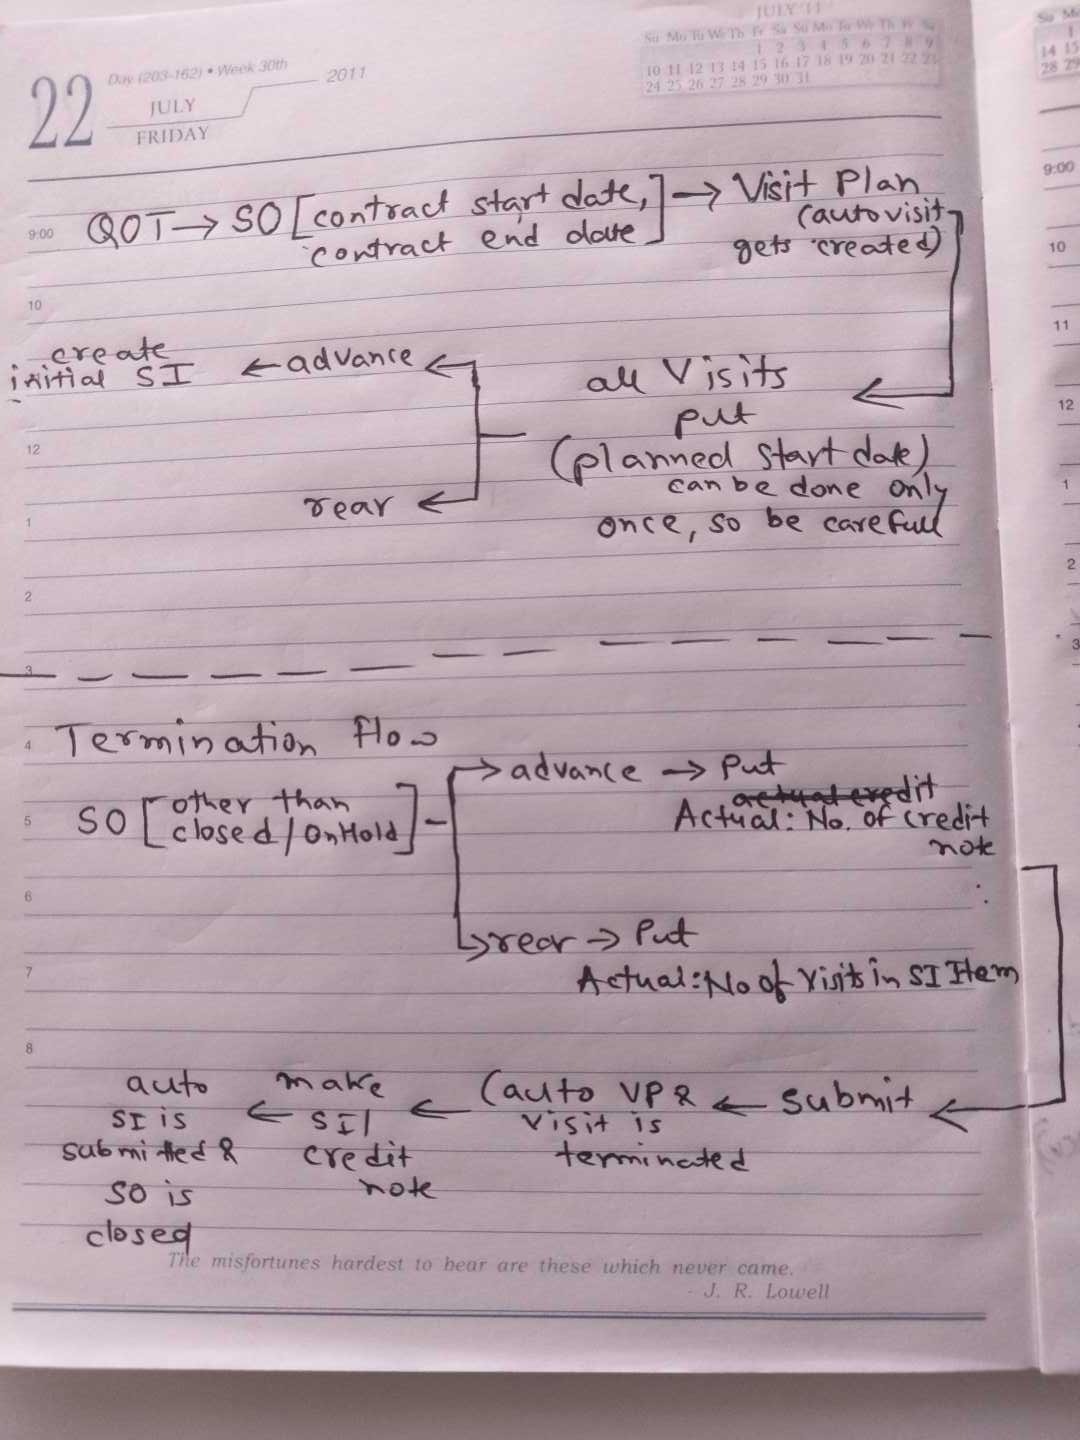 JULY '11
Su Mo Tu We Th Fr Sa Su Mo Tu We Th Fr Sa
1 2 3 4 5 6 7 8 9
10 11 12 13 14 15 16 17 18 19 20 21 22 23
24 25 26 27 28 29 30 31
22
Day (203-162) • Week 30th
2011
JULY
FRIDAY
9:00 QOT → SO [contract start date,] → Visit Plan
contract end date
(auto visit
gets created)
10
create
initial SI ← advance ←
all Visits
put
12
(planned start date)
can be done only
once, so be carefull
rear ←
1
2
3
4 Termination flow
5 SO [other than
closed / OnHold]
→ advance → Put
actual credit
Actual: No. of credit
note
6
→ rear → Put
7
Actual: No of Visits in SI Item
8
auto
SI is
submitted &
SO is
closed
← make
SI/
credit
note
← (auto VP &
visit is
terminated
← submit ←
The misfortunes hardest to bear are these which never came.
- J. R. Lowell
Su Mo
1
14 15
28 29
9:00
10
11
12
1
2
3